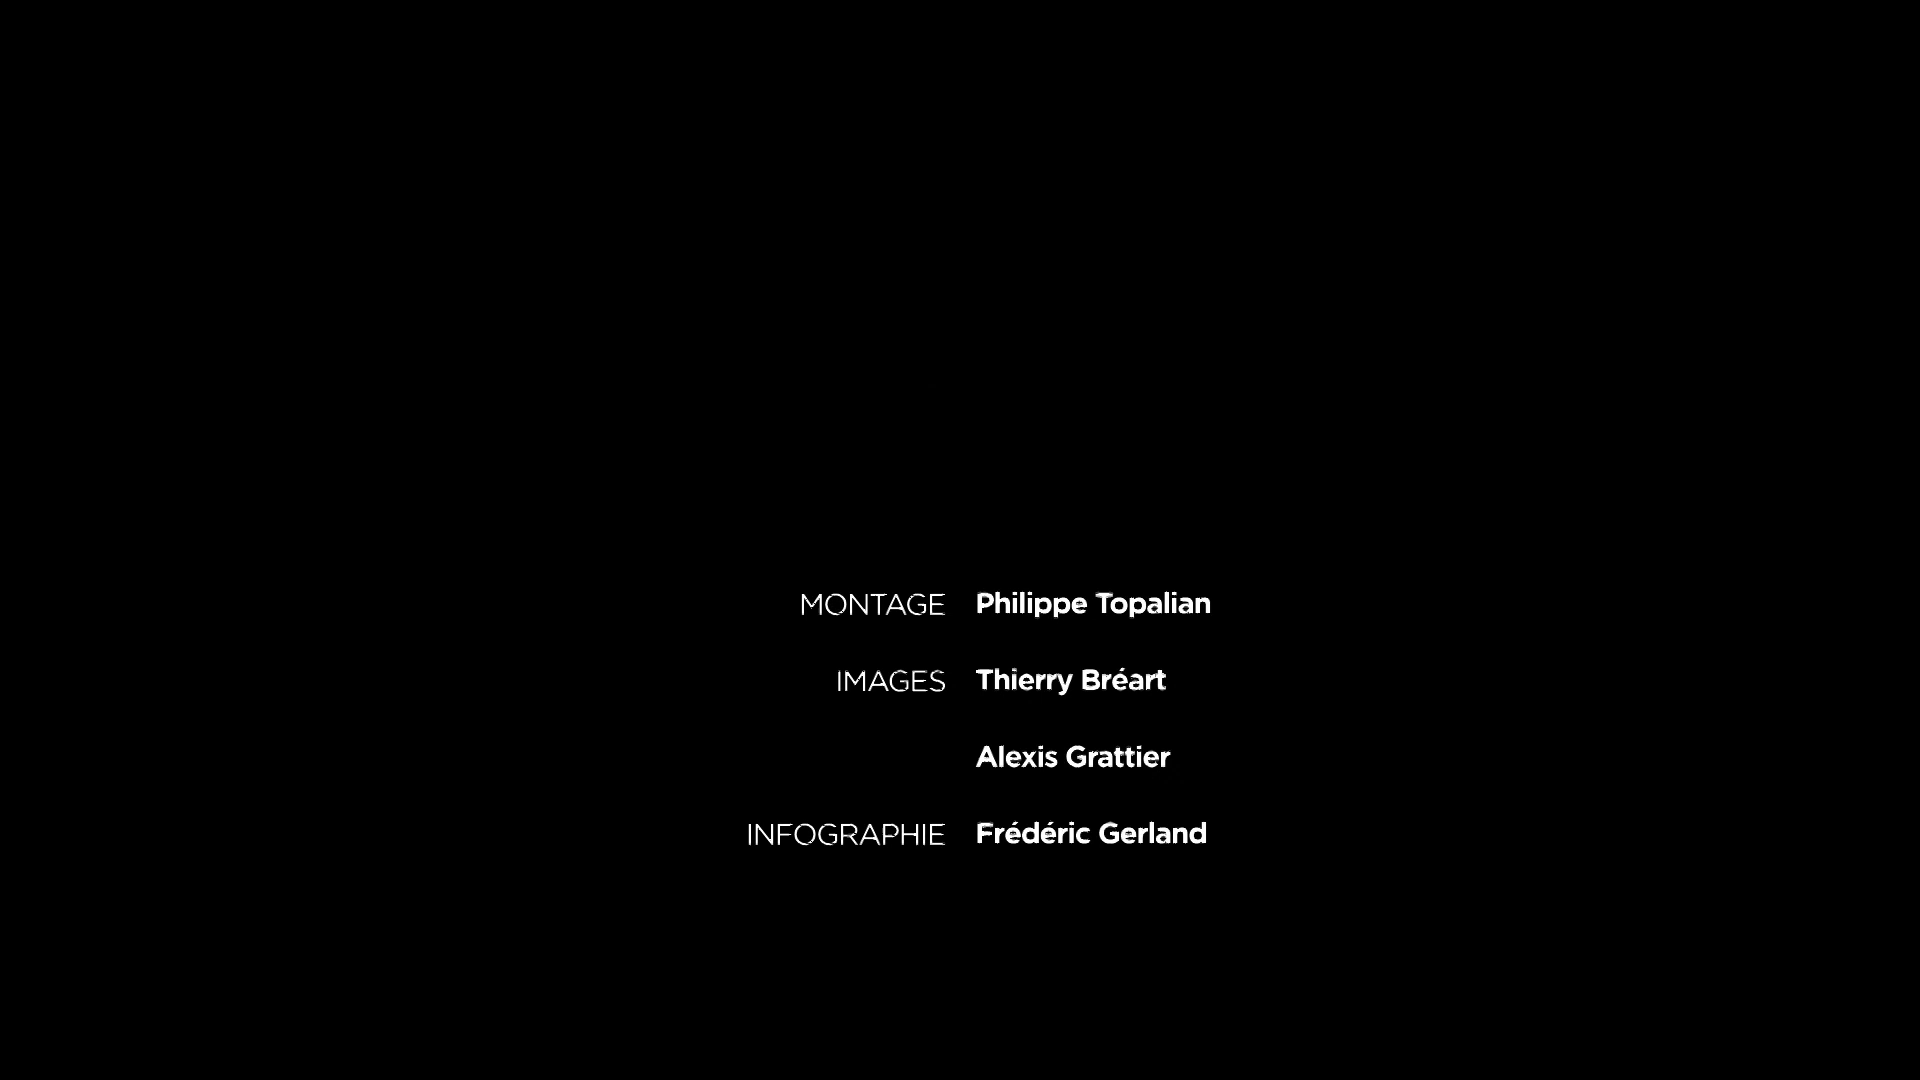 MONTAGE Philippe Topalian
IMAGES Thierry Bréart
Alexis Grattier
INFOGRAPHIE Frédéric Gerland